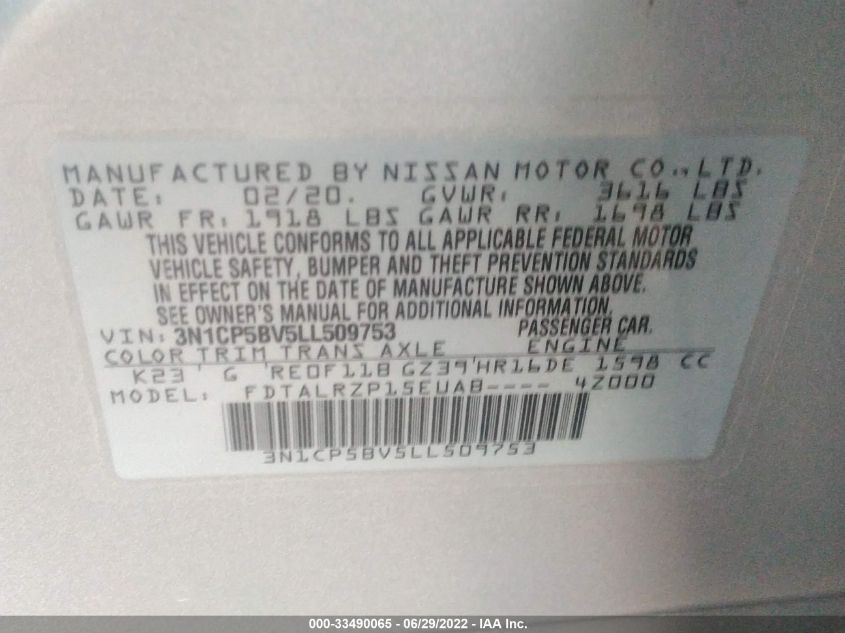 MANUFACTURED BY NISSAN MOTOR CO., LTD.
DATE: 02/20. GVWR: 3616 LBS
GAWR FR: 1918 LBS GAWR RR: 1698 LBS
THIS VEHICLE CONFORMS TO ALL APPLICABLE FEDERAL MOTOR
VEHICLE SAFETY, BUMPER AND THEFT PREVENTION STANDARDS
IN EFFECT ON THE DATE OF MANUFACTURE SHOWN ABOVE.
SEE OWNER'S MANUAL FOR ADDITIONAL INFORMATION.
VIN: 3N1CP5BV5LL509753 PASSENGER CAR.
COLOR TRIM TRANS AXLE ENGINE
K23 G RE0F11B GZ39 HR16DE 1598 CC
MODEL: FDTALRZP15EUAB---- 4Z000
3N1CP5BV5LL509753
000-33490065 - 06/29/2022 - IAA Inc.